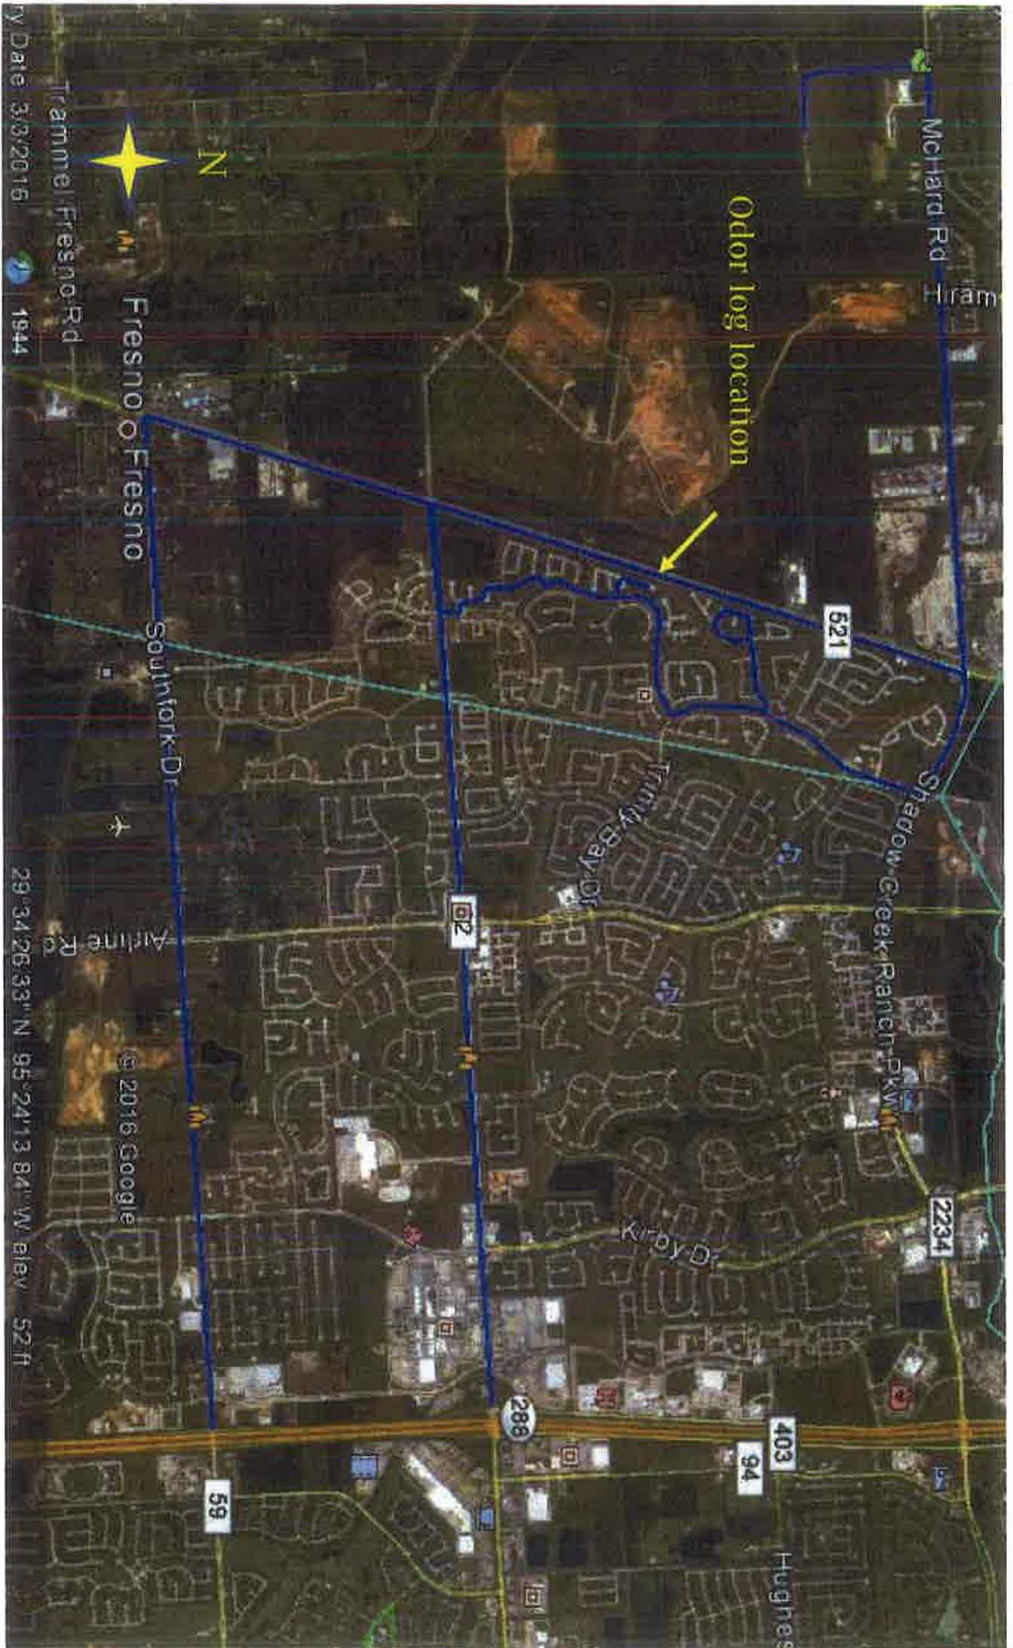 McHard Rd
Hiram
Odor log location
N
Trammel Fresno Rd
Fresno
Fresno
521
Shadow Creek Ranch Pkwy
Trinity Bay Dr
Southfork Dr
Airline Rd
2
2234
Kirby Dr
288
403
94
59
Hughes
© 2016 Google
y Date: 3/3/2016
1944
29°34'26.33" N 95°24'13.84" W elev 52 ft